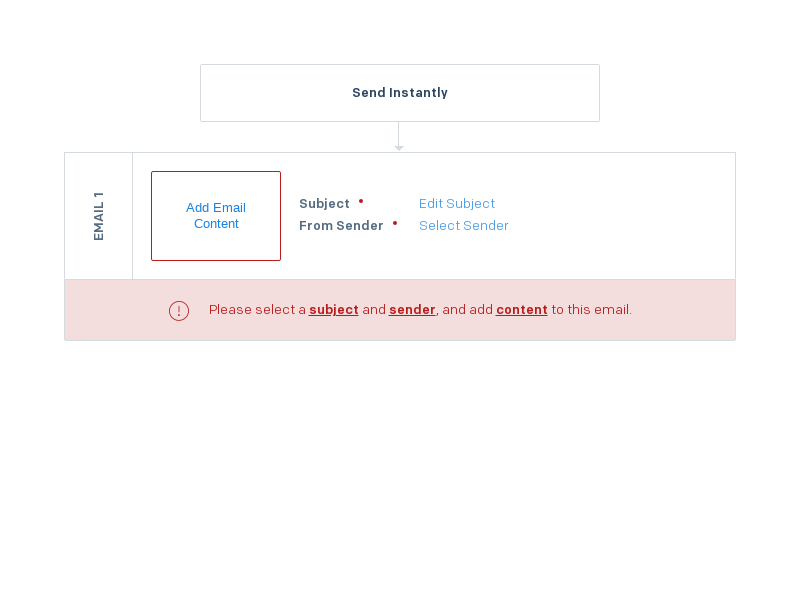 Send Instantly
EMAIL 1
Add Email
Content
Subject
Edit Subject
From Sender
Select Sender
Please select a subject and sender, and add content to this email.